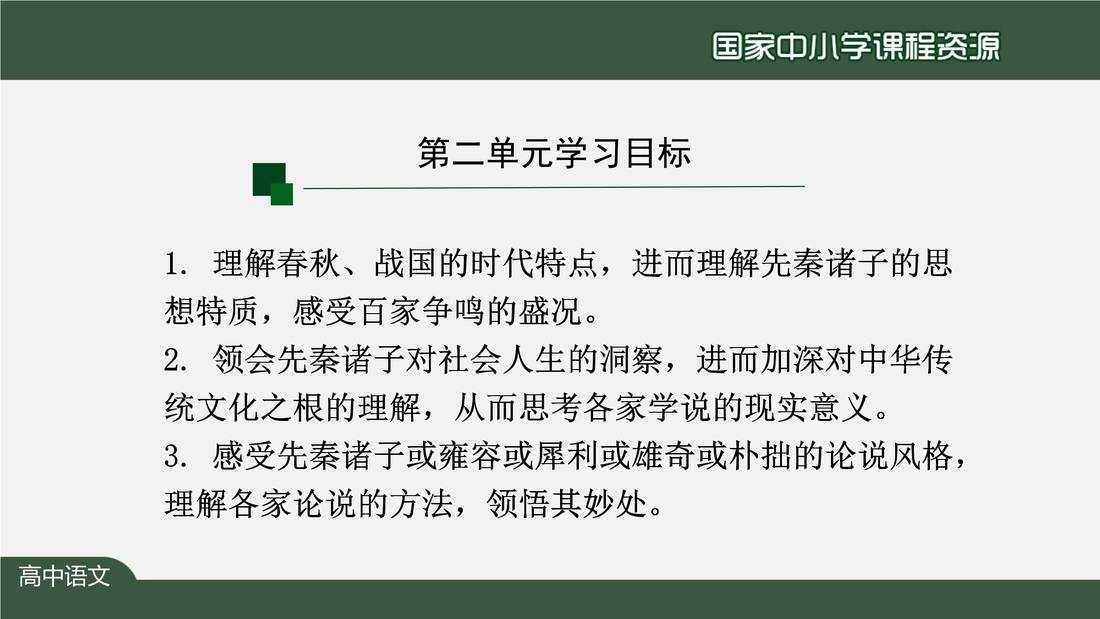 国家中小学课程资源
第二单元学习目标
1. 理解春秋、战国的时代特点，进而理解先秦诸子的思
想特质，感受百家争鸣的盛况。
2. 领会先秦诸子对社会人生的洞察，进而加深对中华传
统文化之根的理解，从而思考各家学说的现实意义。
3. 感受先秦诸子或雍容或犀利或雄奇或朴拙的论说风格，
理解各家论说的方法，领悟其妙处。
高中语文